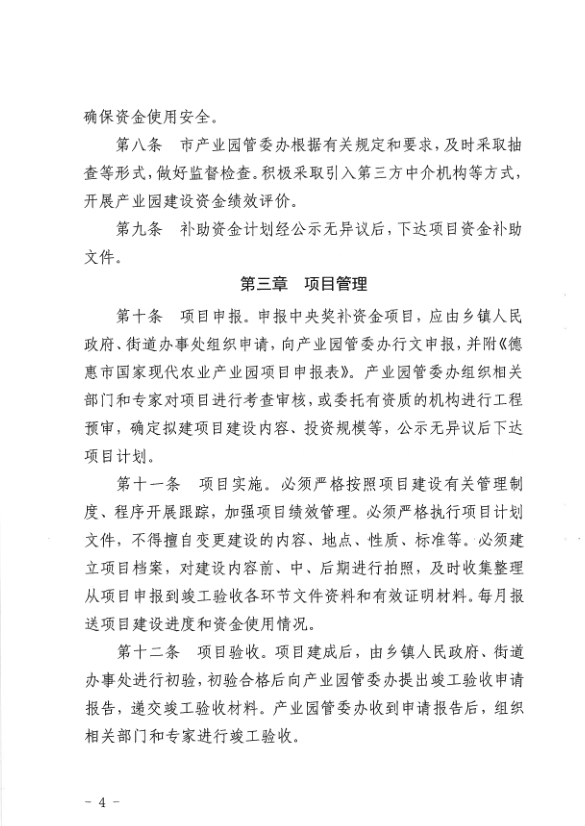 确保资金使用安全。
第八条 市产业园管委办根据有关规定和要求,及时采取抽
查等形式,做好监督检查。积极采取引入第三方中介机构等方式,
开展产业园建设资金绩效评价。
第九条 补助资金计划经公示无异议后,下达项目资金补助
文件。
第三章 项目管理
第十条 项目申报。申报中央奖补资金项目,应由乡镇人民
政府、街道办事处组织申请,向产业园管委办行文申报,并附《德
惠市国家现代农业产业园项目申报表》。产业园管委办组织相关
部门和专家对项目进行考查审核,或委托有资质的机构进行工程
预审,确定拟建项目建设内容、投资规模等,公示无异议后下达
项目计划。
第十一条 项目实施。必须严格按照项目建设有关管理制
度、程序开展跟踪,加强项目绩效管理。必须严格执行项目计划
文件,不得擅自变更建设的内容、地点、性质、标准等。必须建
立项目档案,对建设内容前、中、后期进行拍照,及时收集整理
从项目申报到竣工验收各环节文件资料和有效证明材料。每月报
送项目建设进度和资金使用情况。
第十二条 项目验收。项目建成后,由乡镇人民政府、街道
办事处进行初验,初验合格后向产业园管委办提出竣工验收申请
报告,递交竣工验收材料。产业园管委办收到申请报告后,组织
相关部门和专家进行竣工验收。
- 4 -